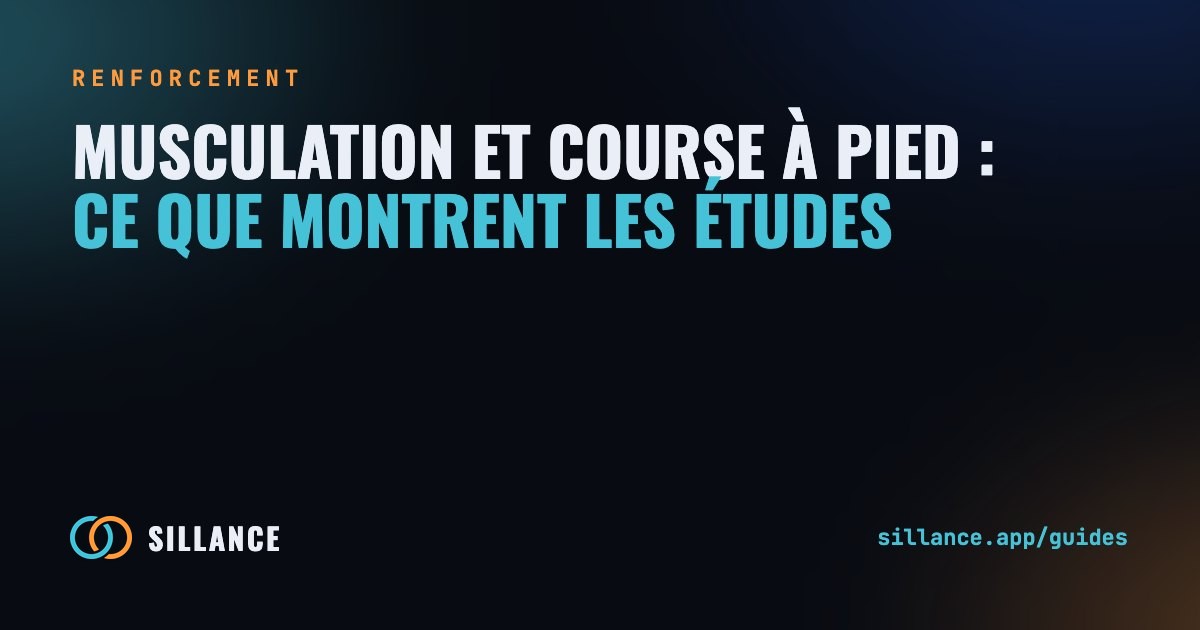 RENFORCEMENT
MUSCULATION ET COURSE À PIED :
CE QUE MONTRENT LES ÉTUDES
SILLANCE
sillance.app/guides